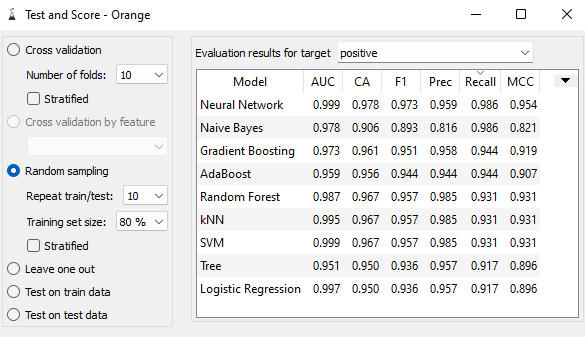 Test and Score - Orange
Cross validation
Number of folds: 10
Stratified
Cross validation by feature
Random sampling
Repeat train/test: 10
Training set size: 80 %
Stratified
Leave one out
Test on train data
Test on test data
Evaluation results for target positive
Model AUC CA F1 Prec Recall MCC
Neural Network 0.999 0.978 0.973 0.959 0.986 0.954
Naive Bayes 0.978 0.906 0.893 0.816 0.986 0.821
Gradient Boosting 0.973 0.961 0.951 0.958 0.944 0.919
AdaBoost 0.959 0.956 0.944 0.944 0.944 0.907
Random Forest 0.987 0.967 0.957 0.985 0.931 0.931
kNN 0.995 0.967 0.957 0.985 0.931 0.931
SVM 0.999 0.967 0.957 0.985 0.931 0.931
Tree 0.951 0.950 0.936 0.957 0.917 0.896
Logistic Regression 0.997 0.950 0.936 0.957 0.917 0.896